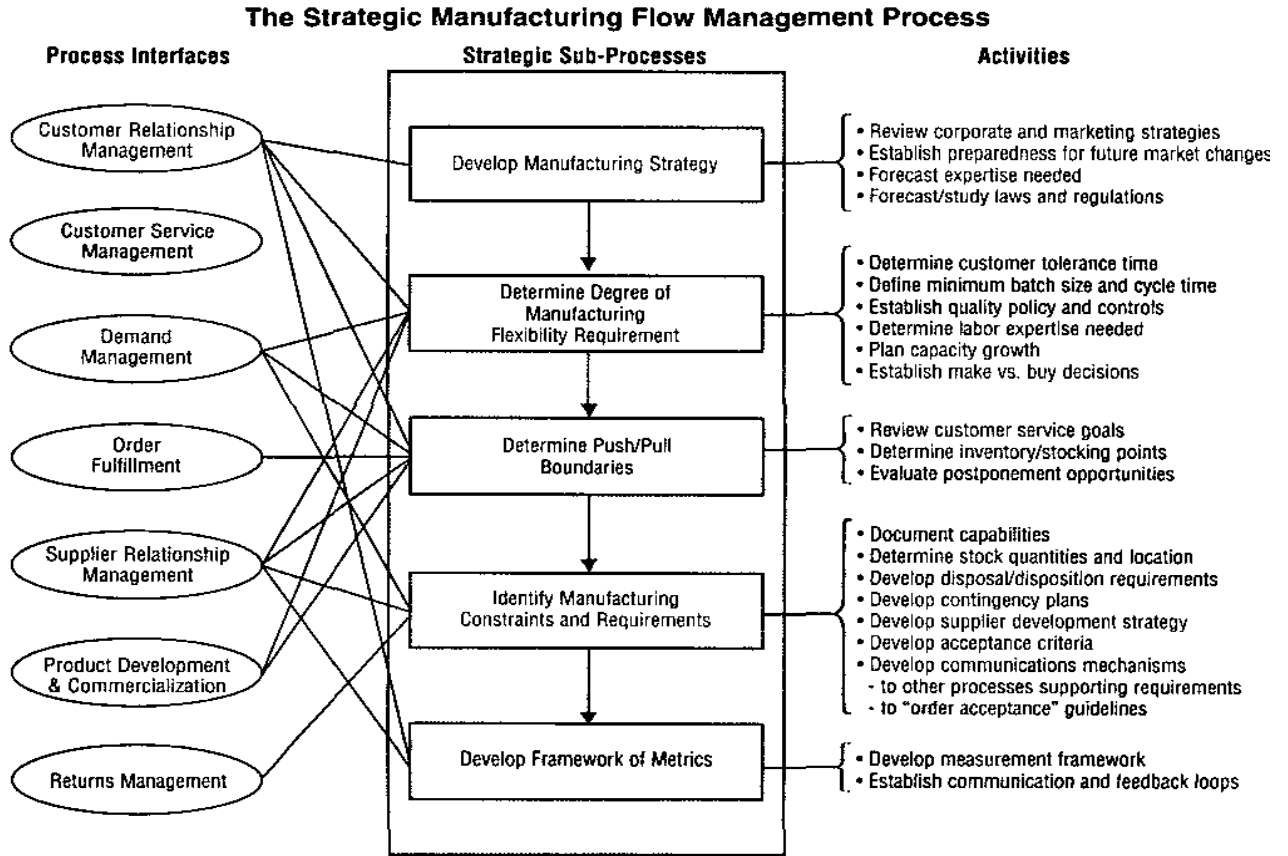 The Strategic Manufacturing Flow Management Process
Process Interfaces
Strategic Sub-Processes
Activities
Customer Relationship
Management
Customer Service
Management
Demand
Management
Order
Fulfillment
Supplier Relationship
Management
Product Development
& Commercialization
Returns Management
Develop Manufacturing Strategy
Determine Degree of
Manufacturing
Flexibility Requirement
Determine Push/Pull
Boundaries
Identify Manufacturing
Constraints and Requirements
Develop Framework of Metrics
• Review corporate and marketing strategies
• Establish preparedness for future market changes
• Forecast expertise needed
• Forecast/study laws and regulations
• Determine customer tolerance time
• Define minimum batch size and cycle time
• Establish quality policy and controls
• Determine labor expertise needed
• Plan capacity growth
• Establish make vs. buy decisions
• Review customer service goals
• Determine inventory/stocking points
• Evaluate postponement opportunities
• Document capabilities
• Determine stock quantities and location
• Develop disposal/disposition requirements
• Develop contingency plans
• Develop supplier development strategy
• Develop acceptance criteria
• Develop communications mechanisms
- to other processes supporting requirements
- to “order acceptance” guidelines
• Develop measurement framework
• Establish communication and feedback loops